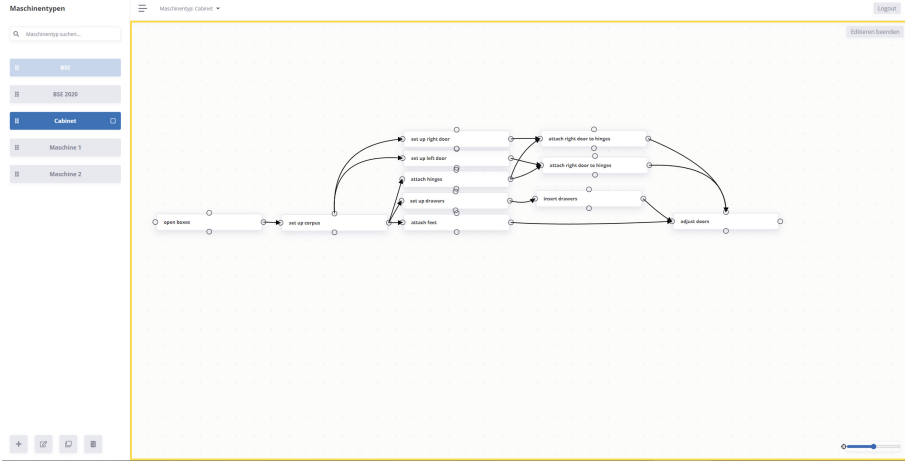 Maschinentypen
Maschinentyp: Cabinet
Logout
Maschinentyp suchen...
Editieren beenden
BSE
BSE 2020
Cabinet
Maschine 1
Maschine 2
set up right door
attach right door to hinges
set up left door
attach right door to hinges
attach hinges
set up drawers
insert drawers
open boxes
set up corpus
attach feet
adjust doors